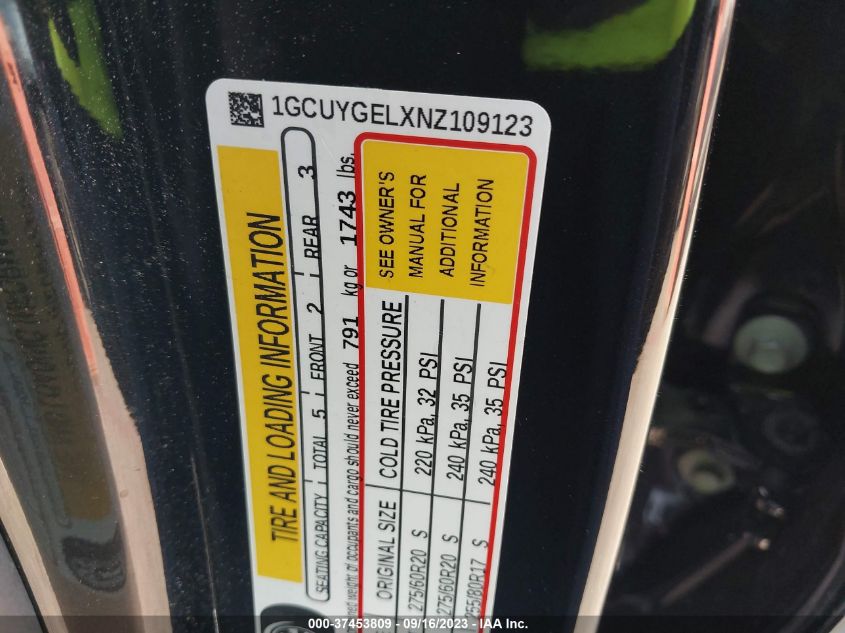 1GCUYGELXNZ109123
TIRE AND LOADING INFORMATION
SEATING CAPACITY TOTAL 5 FRONT 2 REAR 3
weight of occupants and cargo should never exceed 791 kg or 1743 lbs.
ORIGINAL SIZE COLD TIRE PRESSURE
275/60R20 S 220 kPa, 32 PSI
275/60R20 S 240 kPa, 35 PSI
255/80R17 S 240 kPa, 35 PSI
SEE OWNER'S
MANUAL FOR
ADDITIONAL
INFORMATION
000-37453809 - 09/16/2023 - IAA Inc.